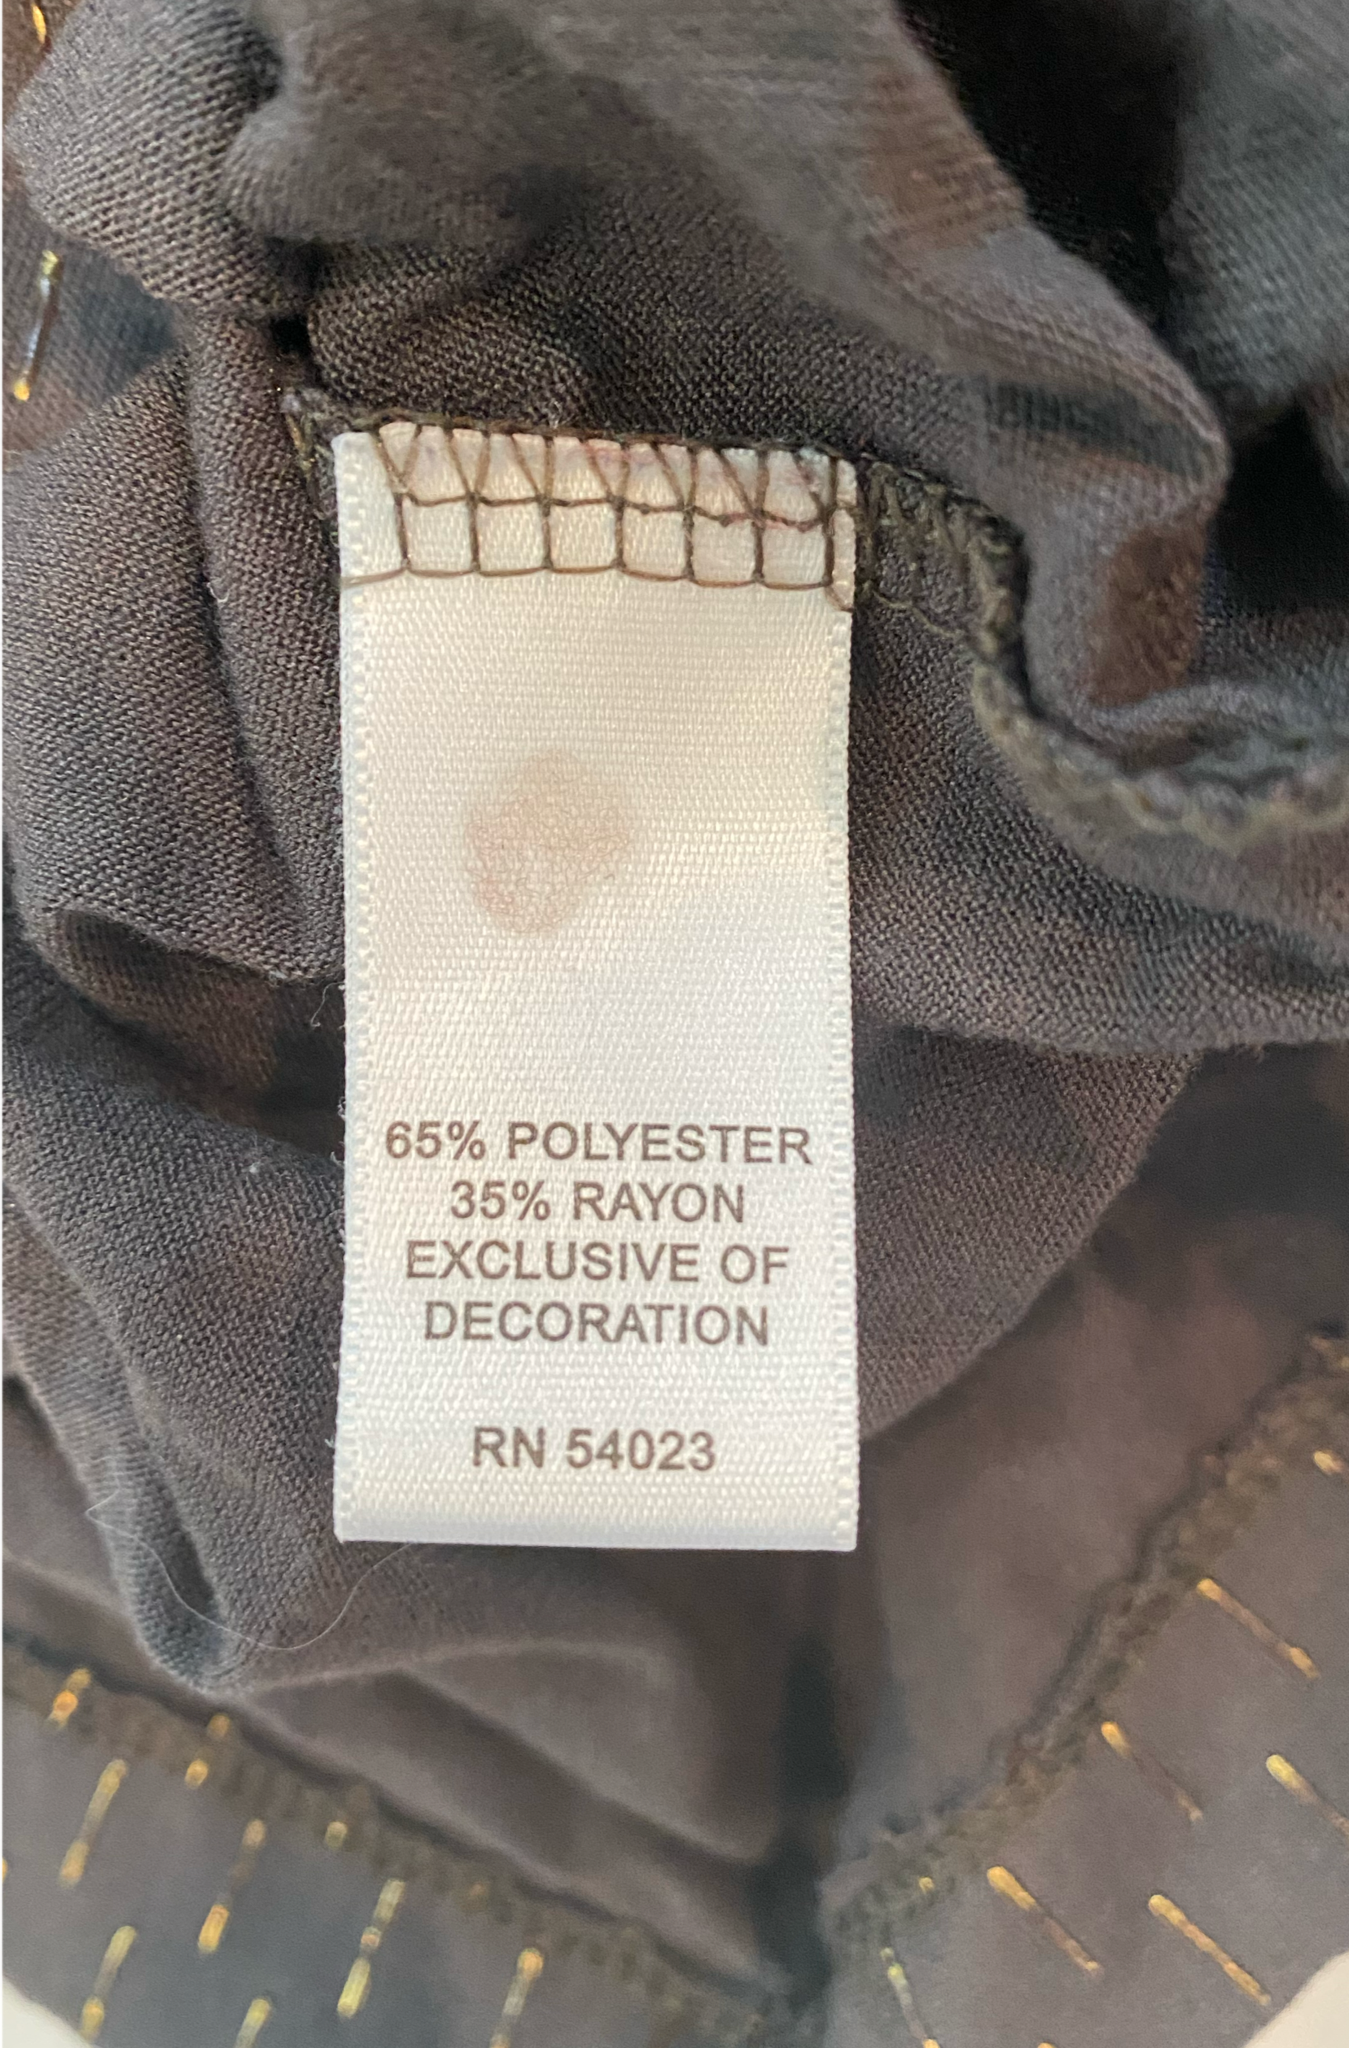 65% POLYESTER
35% RAYON
EXCLUSIVE OF
DECORATION
RN 54023